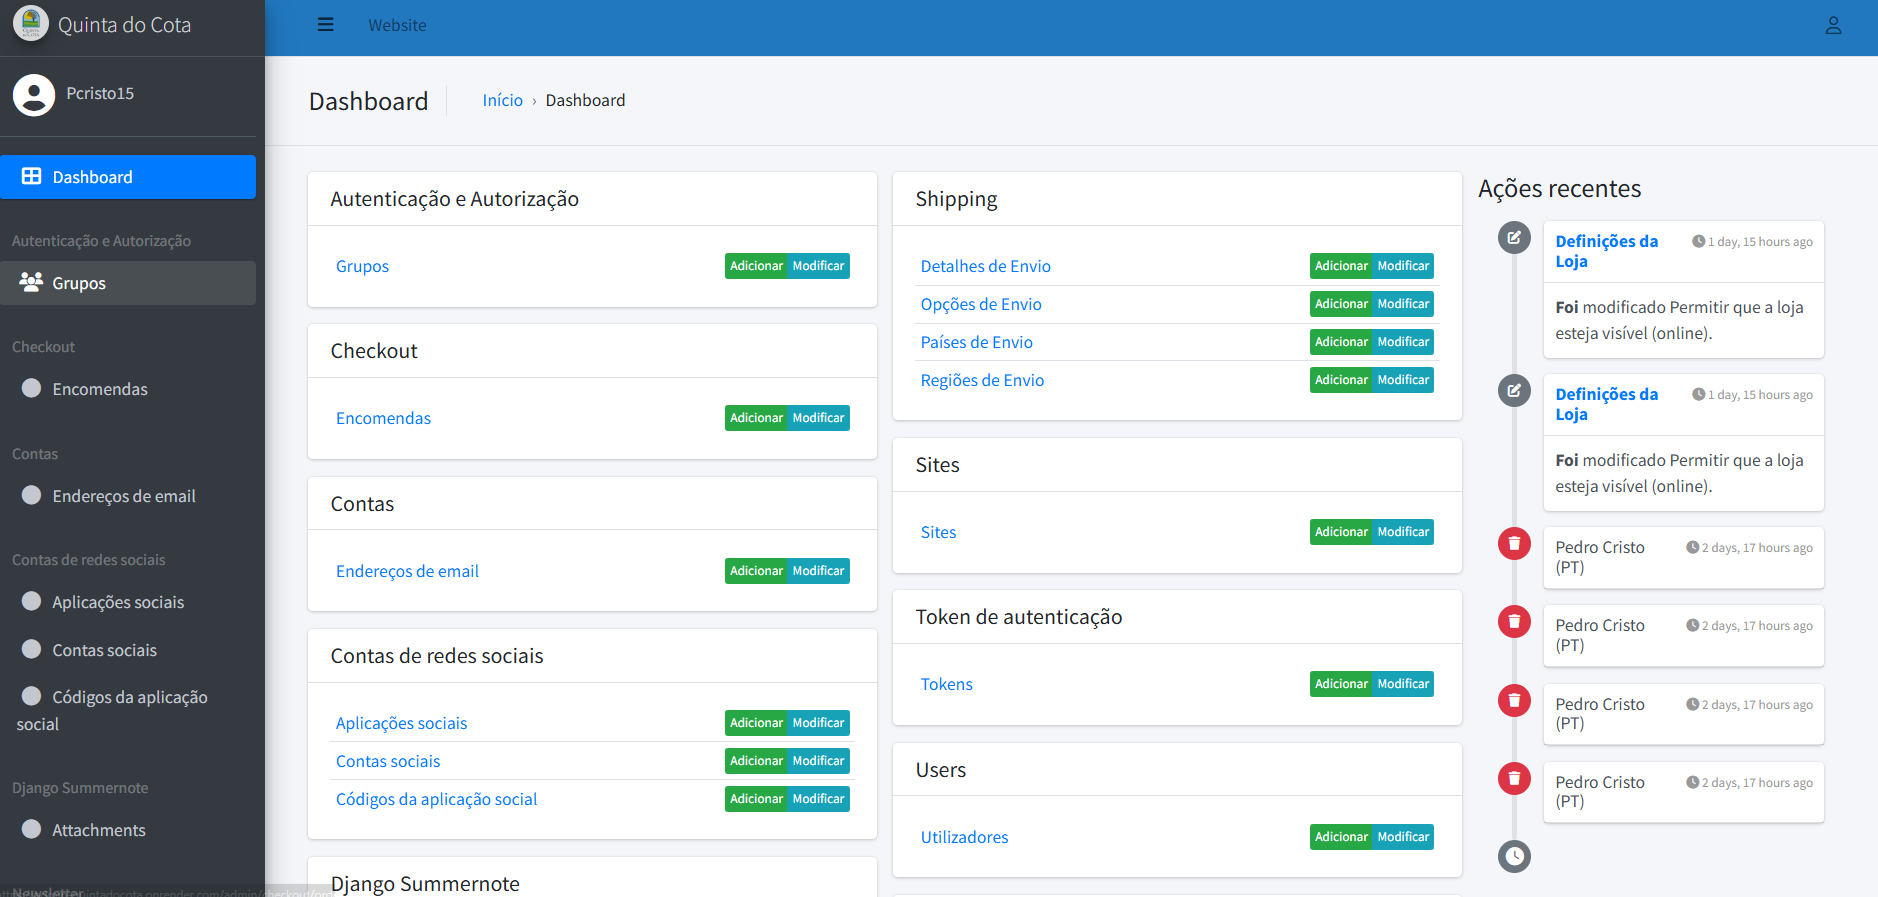 Quinta do Cota
Website
Pcristo15
Dashboard
Autenticação e Autorização
Grupos
Checkout
Encomendas
Contas
Endereços de email
Contas de redes sociais
Aplicações sociais
Contas sociais
Códigos da aplicação
social
Django Summernote
Attachments
Newsletter
Dashboard
Início › Dashboard
Autenticação e Autorização
Grupos Adicionar Modificar
Checkout
Encomendas Adicionar Modificar
Contas
Endereços de email Adicionar Modificar
Contas de redes sociais
Aplicações sociais Adicionar Modificar
Contas sociais Adicionar Modificar
Códigos da aplicação social Adicionar Modificar
Django Summernote
Shipping
Detalhes de Envio Adicionar Modificar
Opções de Envio Adicionar Modificar
Países de Envio Adicionar Modificar
Regiões de Envio Adicionar Modificar
Sites
Sites Adicionar Modificar
Token de autenticação
Tokens Adicionar Modificar
Users
Utilizadores Adicionar Modificar
Ações recentes
Definições da 1 day, 15 hours ago
Loja
Foi modificado Permitir que a loja
esteja visível (online).
Definições da 1 day, 15 hours ago
Loja
Foi modificado Permitir que a loja
esteja visível (online).
Pedro Cristo 2 days, 17 hours ago
(PT)
Pedro Cristo 2 days, 17 hours ago
(PT)
Pedro Cristo 2 days, 17 hours ago
(PT)
Pedro Cristo 2 days, 17 hours ago
(PT)